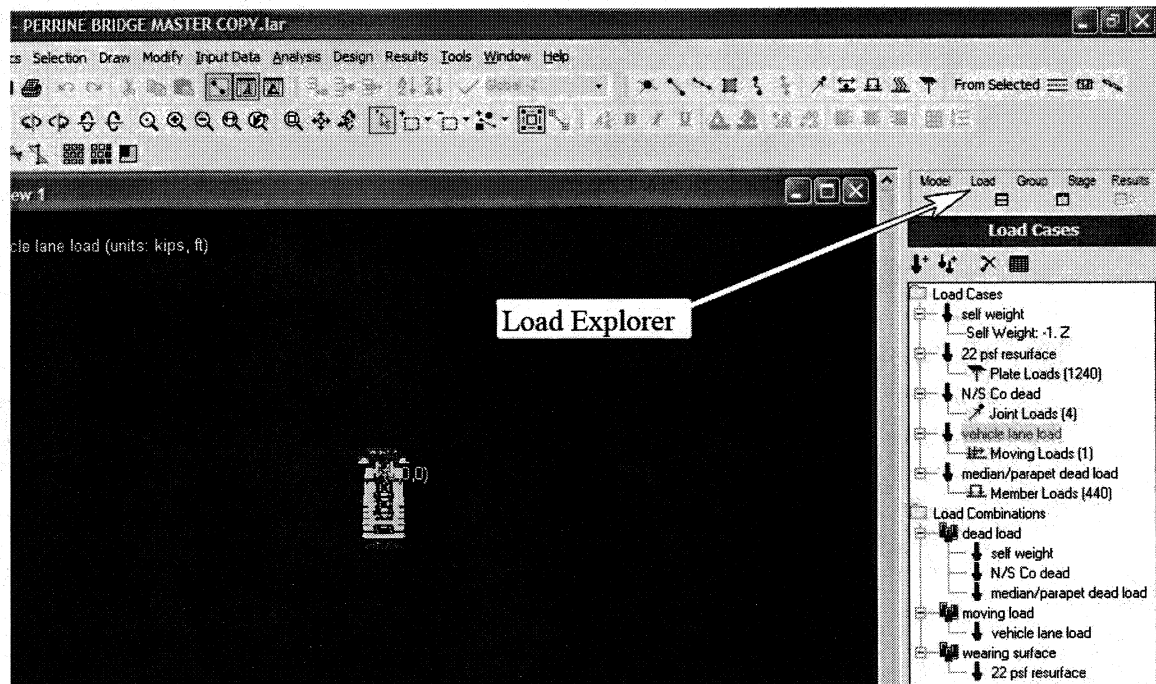 - PERRINE BRIDGE MASTER COPY.lar
cs Selection Draw Modify Input Data Analysis Design Results Tools Window Help
Global-Z
From Selected
B I U
ew 1
Model Load Group Stage Results
cle lane load (units: kips, ft)
Load Explorer
0,0)
Load Cases
Load Cases
self weight
Self Weight: -1. Z
22 psf resurface
Plate Loads (1240)
N/S Co dead
Joint Loads (4)
vehicle lane load
Moving Loads (1)
median/parapet dead load
Member Loads (440)
Load Combinations
dead load
self weight
N/S Co dead
median/parapet dead load
moving load
vehicle lane load
wearing surface
22 psf resurface